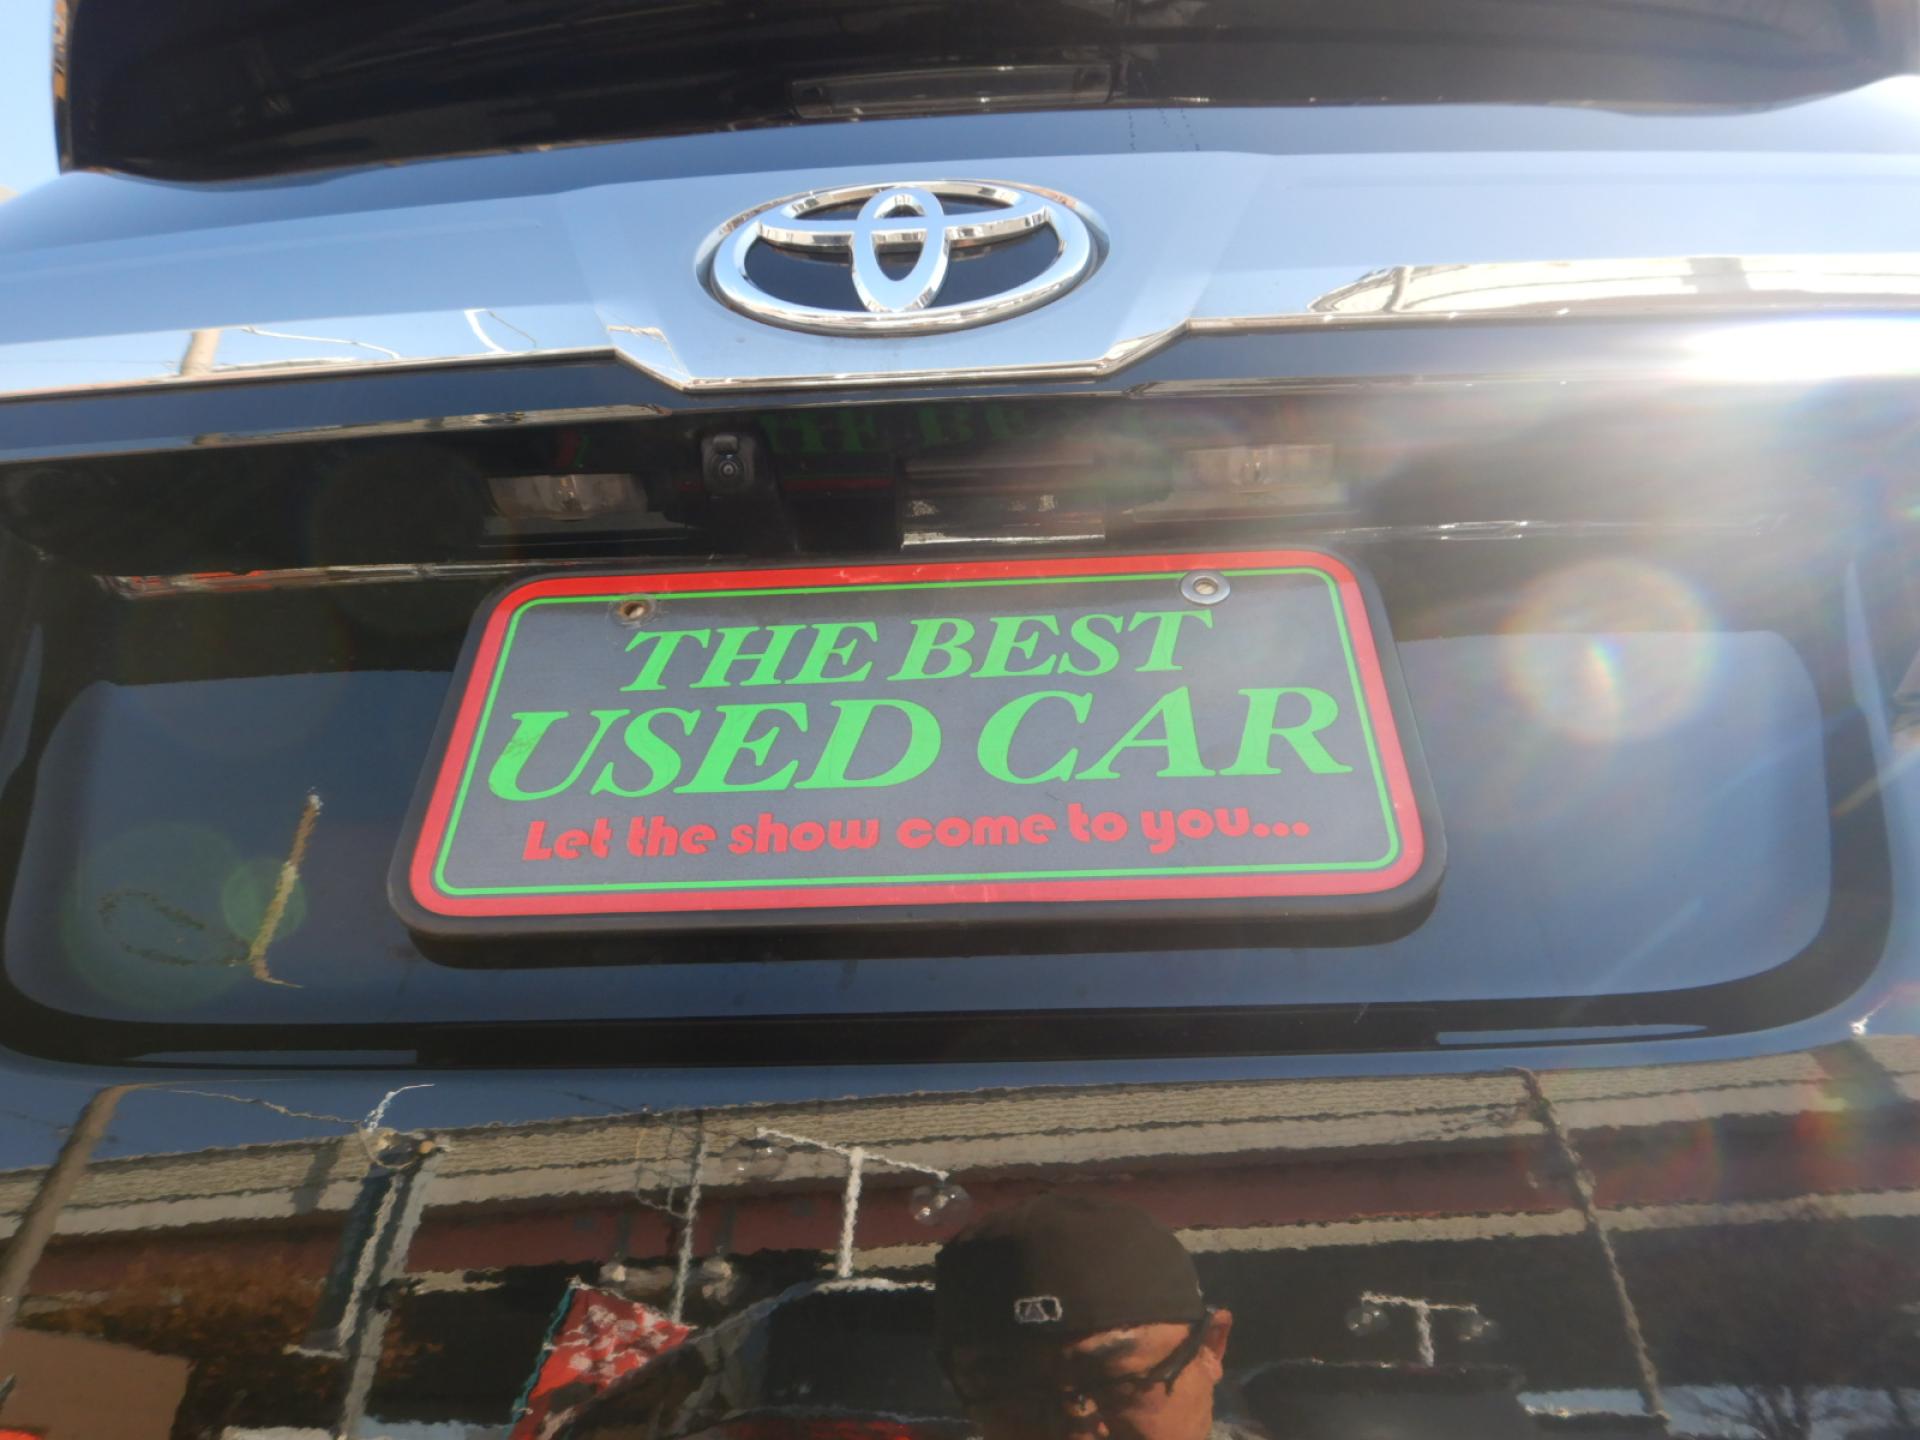 THE BEST
USED CAR
Let the show come to you...